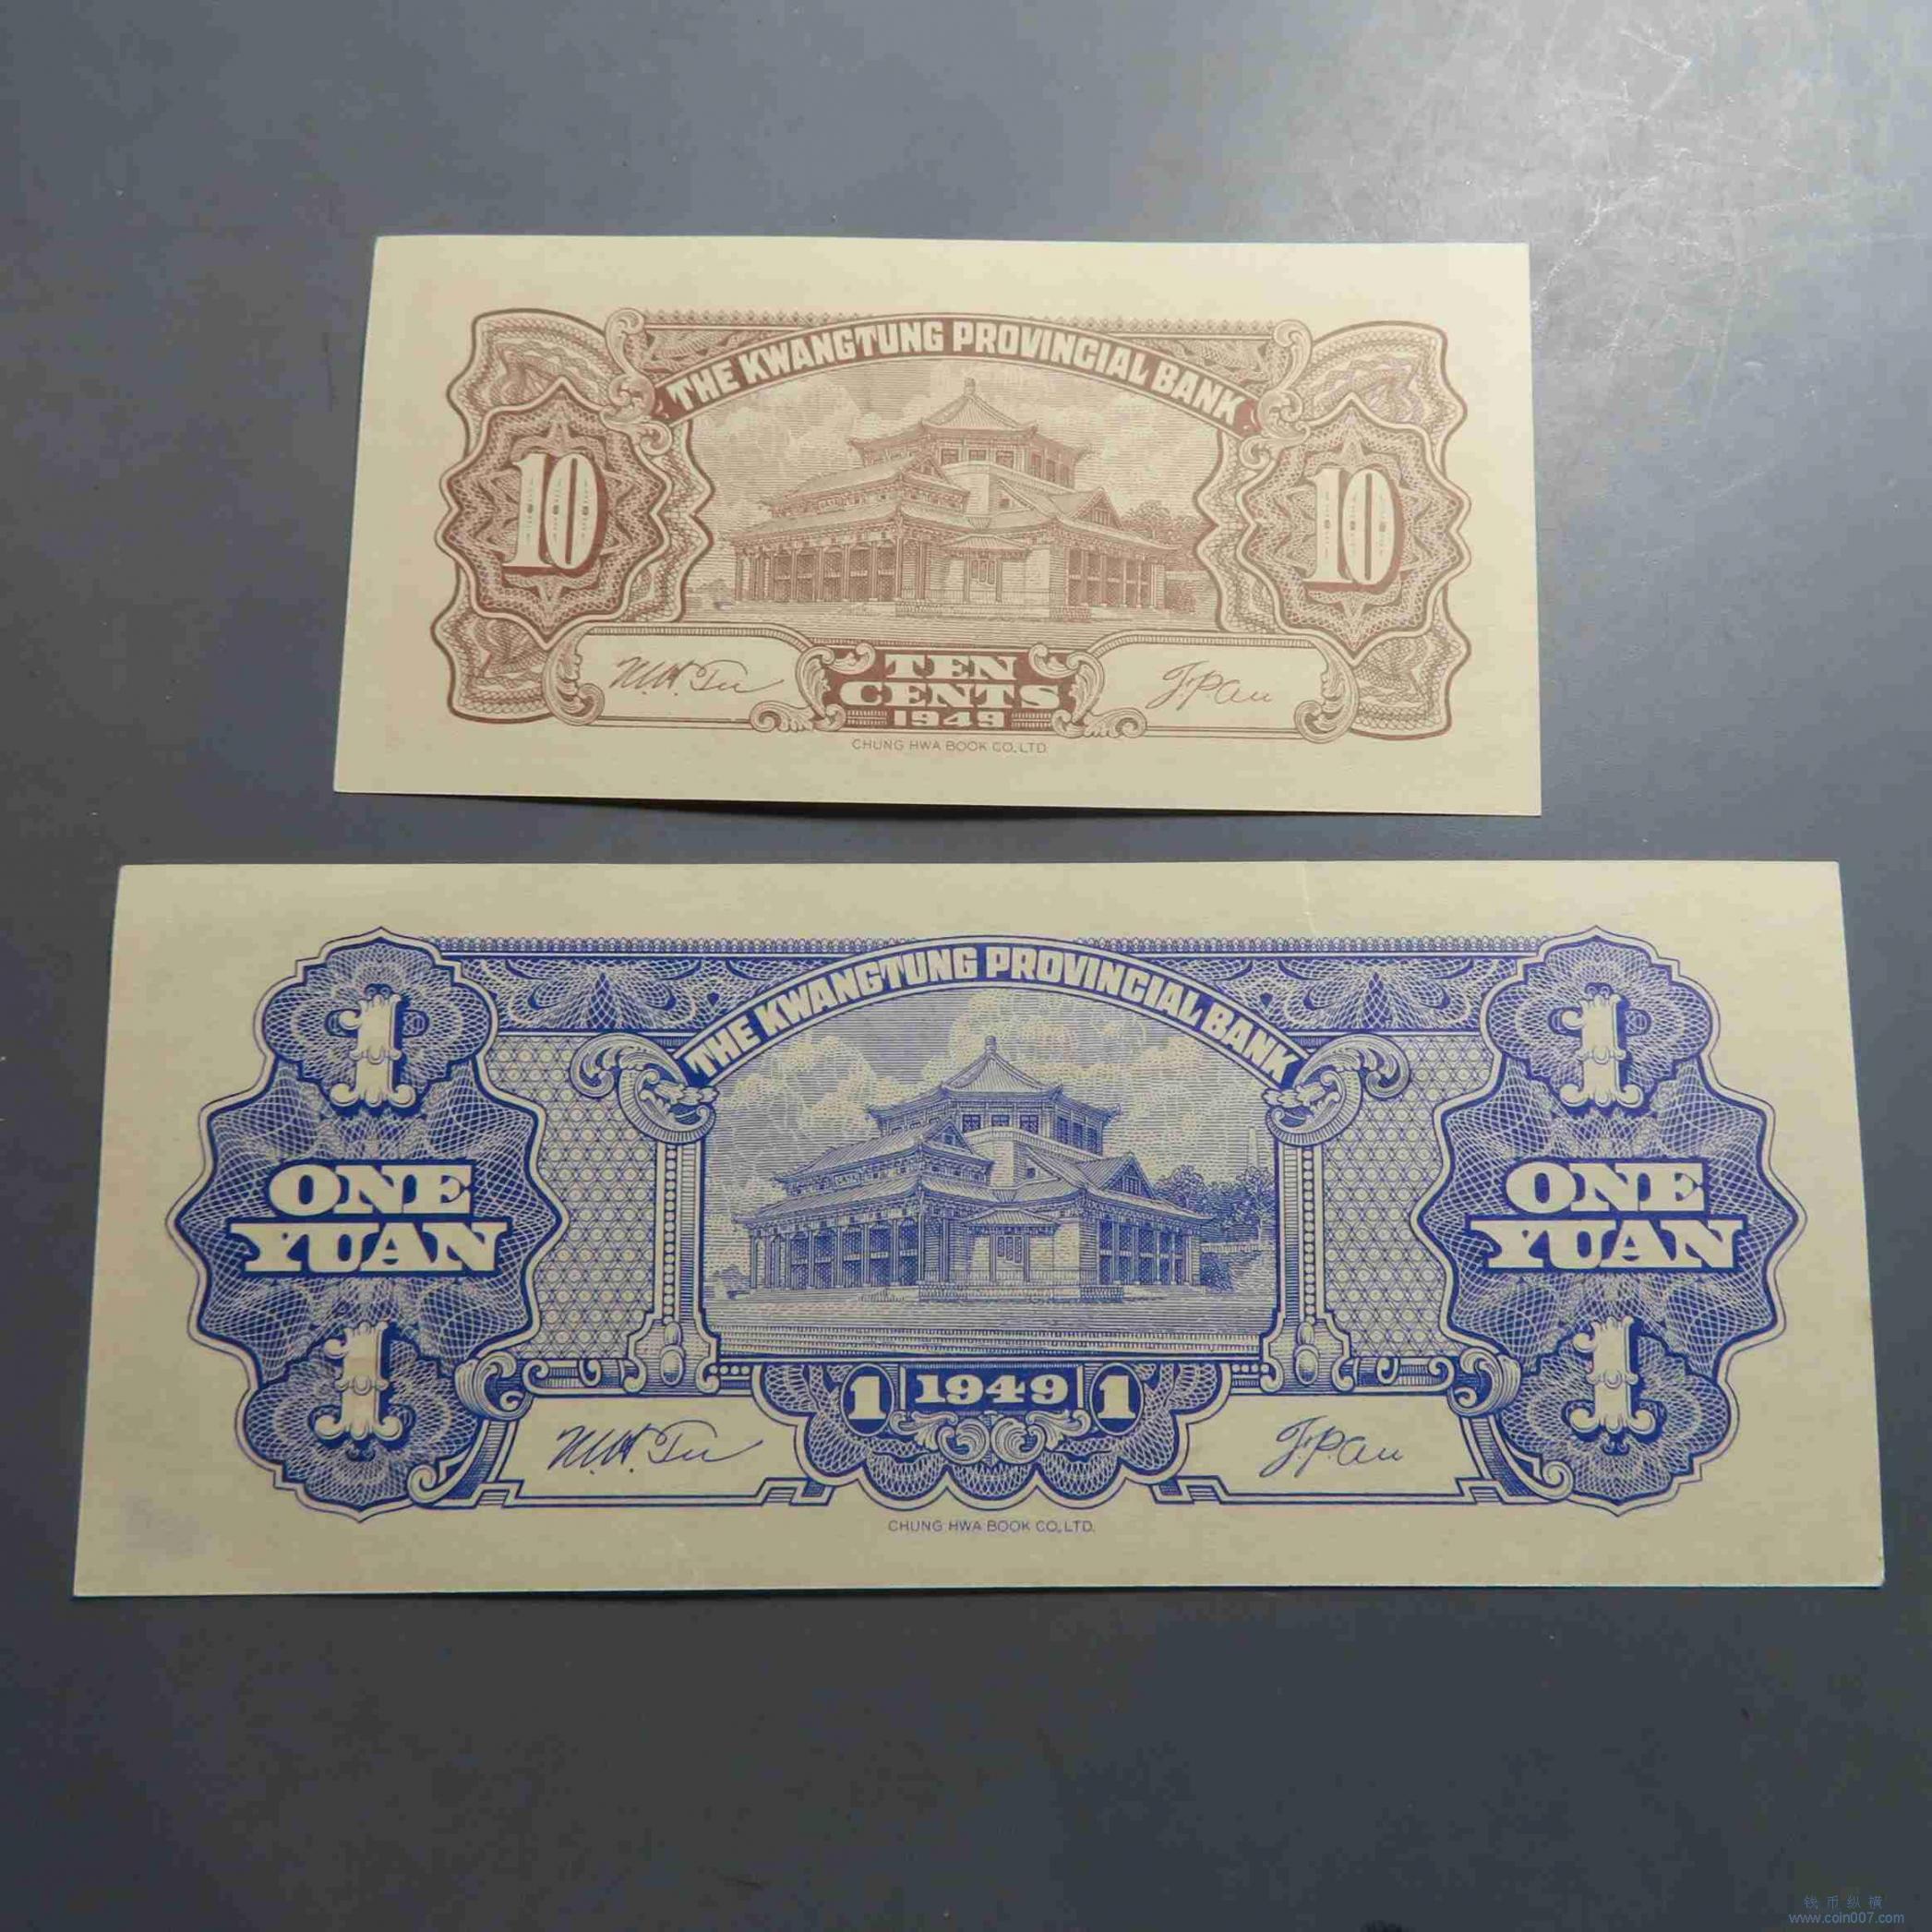 THE KWANGTUNG PROVINCIAL BANK
10
10
TEN
CENTS
1949
CHUNG HWA BOOK CO., LTD.
THE KWANGTUNG PROVINCIAL BANK
1
1
ONE
YUAN
ONE
YUAN
1
1
1 1949 1
J.P. Au
CHUNG HWA BOOK CO., LTD.
钱币纵横
www.coin007.com